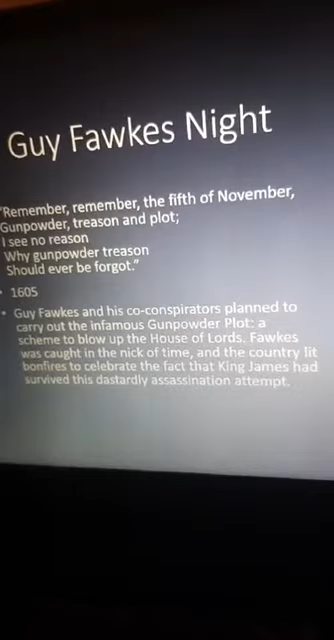 Guy Fawkes Night
"Remember, remember, the fifth of November,
Gunpowder, treason and plot;
I see no reason
Why gunpowder treason
Should ever be forgot."
• 1605
• Guy Fawkes and his co-conspirators planned to
carry out the infamous Gunpowder Plot: a
scheme to blow up the House of Lords. Fawkes
was caught in the nick of time, and the country lit
bonfires to celebrate the fact that King James had
survived this dastardly assassination attempt.